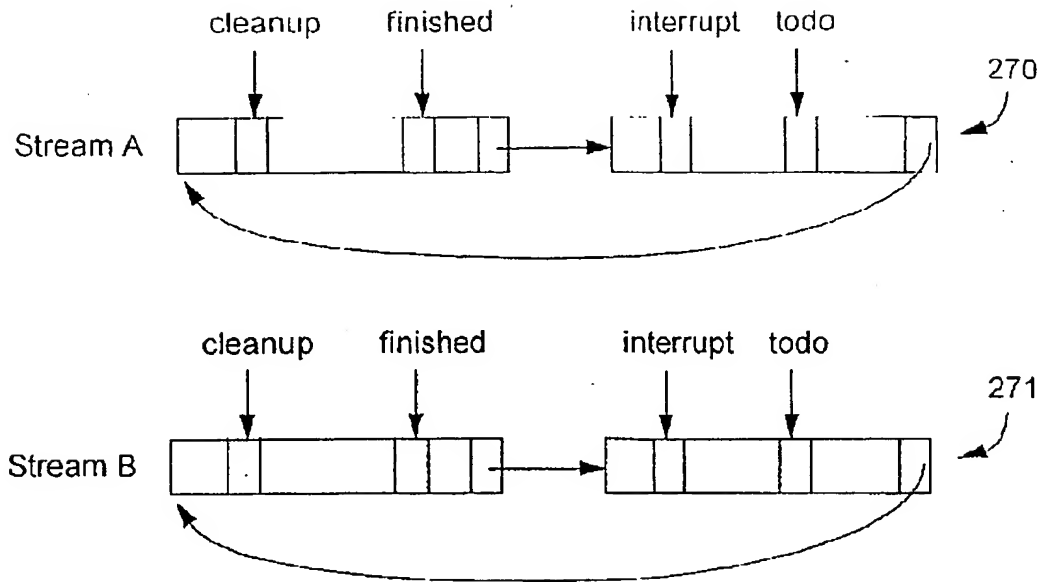 cleanup finished interrupt todo
270
Stream A
cleanup finished interrupt todo
271
Stream B